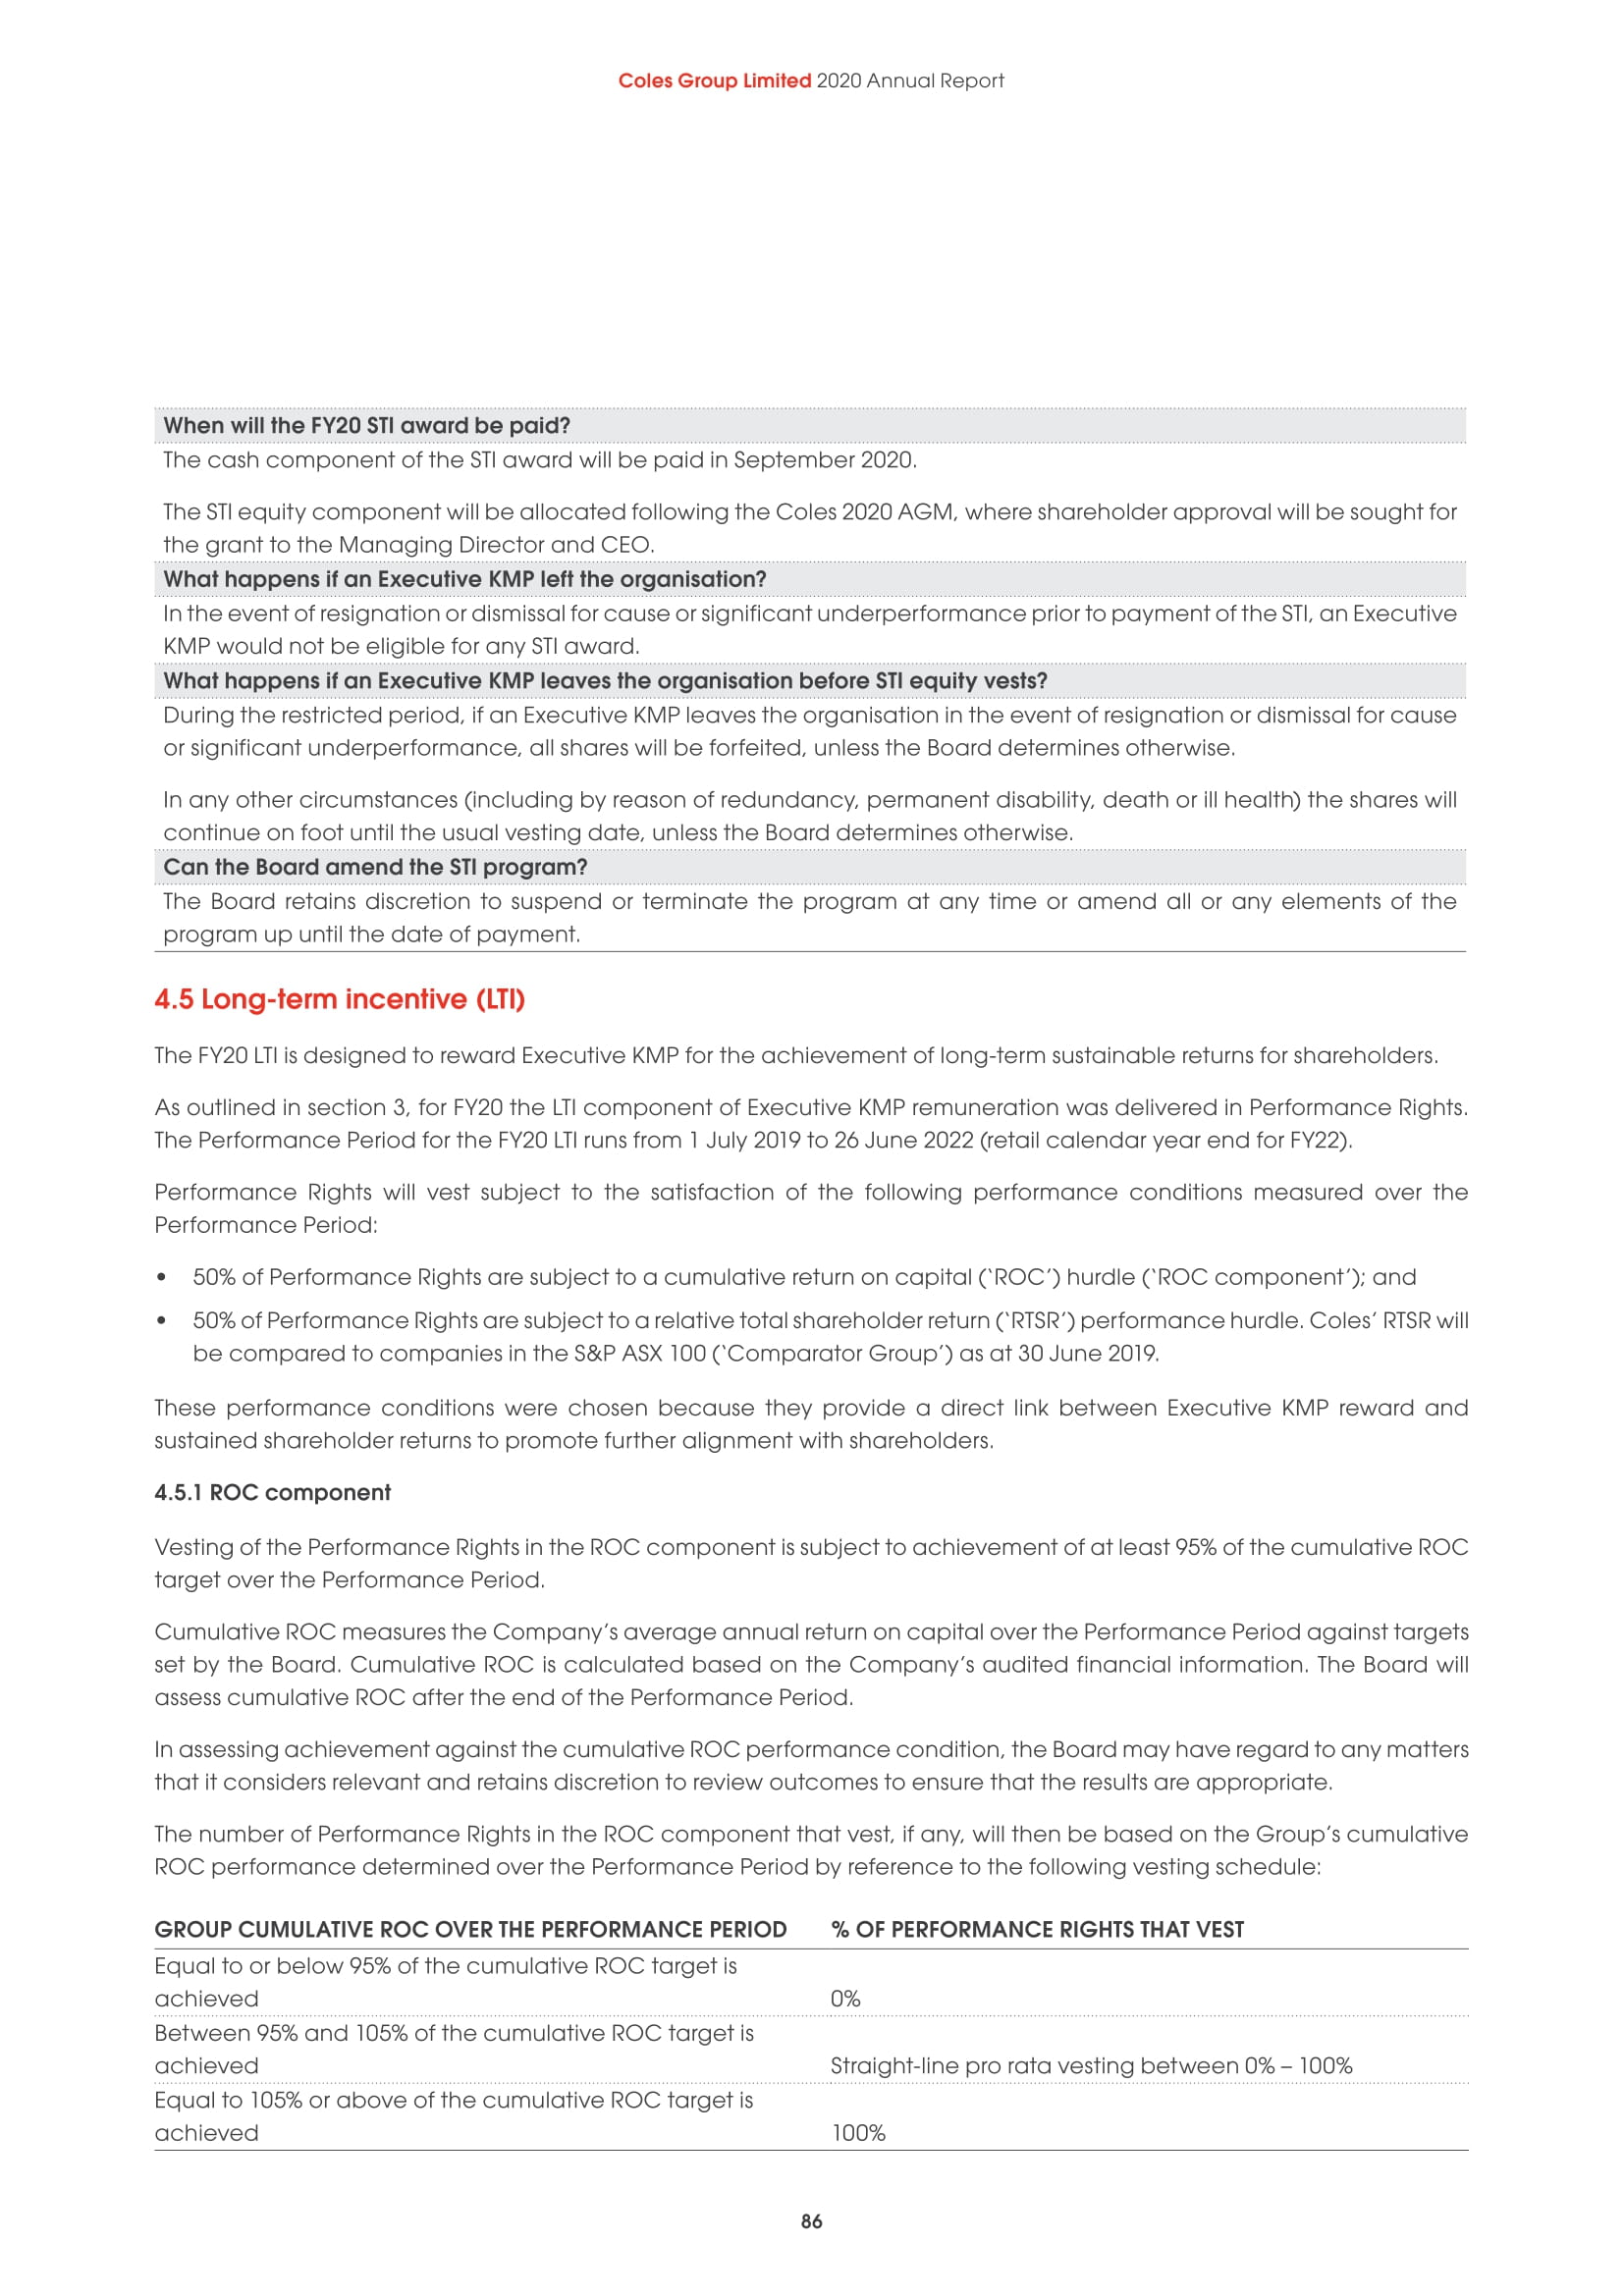 Coles Group Limited 2020 Annual Report
When will the FY20 STI award be paid?
The cash component of the STI award will be paid in September 2020.
The STI equity component will be allocated following the Coles 2020 AGM, where shareholder approval will be sought for
the grant to the Managing Director and CEO.
What happens if an Executive KMP left the organisation?
In the event of resignation or dismissal for cause or significant underperformance prior to payment of the STI, an Executive
KMP would not be eligible for any STI award.
What happens if an Executive KMP leaves the organisation before STI equity vests?
During the restricted period, if an Executive KMP leaves the organisation in the event of resignation or dismissal for cause
or significant underperformance, all shares will be forfeited, unless the Board determines otherwise.
In any other circumstances (including by reason of redundancy, permanent disability, death or ill health) the shares will
continue on foot until the usual vesting date, unless the Board determines otherwise.
Can the Board amend the STI program?
The Board retains discretion to suspend or terminate the program at any time or amend all or any elements of the
program up until the date of payment.
4.5 Long-term incentive (LTI)
The FY20 LTI is designed to reward Executive KMP for the achievement of long-term sustainable returns for shareholders.
As outlined in section 3, for FY20 the LTI component of Executive KMP remuneration was delivered in Performance Rights.
The Performance Period for the FY20 LTI runs from 1 July 2019 to 26 June 2022 (retail calendar year end for FY22).
Performance Rights will vest subject to the satisfaction of the following performance conditions measured over the
Performance Period:
• 50% of Performance Rights are subject to a cumulative return on capital (‘ROC’) hurdle (‘ROC component’); and
• 50% of Performance Rights are subject to a relative total shareholder return (‘RTSR’) performance hurdle. Coles’ RTSR will
be compared to companies in the S&P ASX 100 (‘Comparator Group’) as at 30 June 2019.
These performance conditions were chosen because they provide a direct link between Executive KMP reward and
sustained shareholder returns to promote further alignment with shareholders.
4.5.1 ROC component
Vesting of the Performance Rights in the ROC component is subject to achievement of at least 95% of the cumulative ROC
target over the Performance Period.
Cumulative ROC measures the Company’s average annual return on capital over the Performance Period against targets
set by the Board. Cumulative ROC is calculated based on the Company’s audited financial information. The Board will
assess cumulative ROC after the end of the Performance Period.
In assessing achievement against the cumulative ROC performance condition, the Board may have regard to any matters
that it considers relevant and retains discretion to review outcomes to ensure that the results are appropriate.
The number of Performance Rights in the ROC component that vest, if any, will then be based on the Group’s cumulative
ROC performance determined over the Performance Period by reference to the following vesting schedule:
GROUP CUMULATIVE ROC OVER THE PERFORMANCE PERIOD % OF PERFORMANCE RIGHTS THAT VEST
Equal to or below 95% of the cumulative ROC target is
achieved 0%
Between 95% and 105% of the cumulative ROC target is
achieved Straight-line pro rata vesting between 0% – 100%
Equal to 105% or above of the cumulative ROC target is
achieved 100%
86